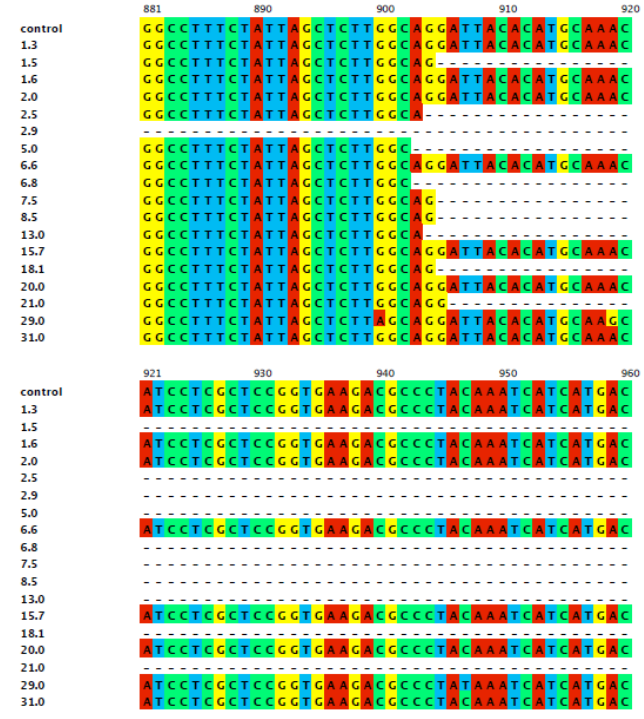 881 890 900 910 920
control GGCCTTTCTATTAGCTCTTGGCAGGATTACACATGCAAAC
1.3 GGCCTTTCTATTAGCTCTTGGCAGGATTACACATGCAAAC
1.5 GGCCTTTCTATTAGCTCTTGGCAG----------------
1.6 GGCCTTTCTATTAGCTCTTGGCAGGATTACACATGCAAAC
2.0 GGCCTTTCTATTAGCTCTTGGCAGGATTACACATGCAAAC
2.5 GGCCTTTCTATTAGCTCTTGGCA-----------------
2.9 ----------------------------------------
5.0 GGCCTTTCTATTAGCTCTTGGC------------------
6.6 GGCCTTTCTATTAGCTCTTGGCAGGATTACACATGCAAAC
6.8 GGCCTTTCTATTAGCTCTTGGC------------------
7.5 GGCCTTTCTATTAGCTCTTGGCAG----------------
8.5 GGCCTTTCTATTAGCTCTTGGCAG----------------
13.0 GGCCTTTCTATTAGCTCTTGGCA-----------------
15.7 GGCCTTTCTATTAGCTCTTGGCAGGATTACACATGCAAAC
18.1 GGCCTTTCTATTAGCTCTTGGCAG----------------
20.0 GGCCTTTCTATTAGCTCTTGGCAGGATTACACATGCAAAC
21.0 GGCCTTTCTATTAGCTCTTGGCAGG---------------
29.0 GGCCTTTCTATTAGCTCTTAGCAGGATTACACATGCAAGC
31.0 GGCCTTTCTATTAGCTCTTGGCAGGATTACACATGCAAAC
921 930 940 950 960
control ATCCTCGCTCCGGTGAAGACGCCCTACAAATCATCATGAC
1.3 ATCCTCGCTCCGGTGAAGACGCCCTACAAATCATCATGAC
1.5 ----------------------------------------
1.6 ATCCTCGCTCCGGTGAAGACGCCCTACAAATCATCATGAC
2.0 ATCCTCGCTCCGGTGAAGACGCCCTACAAATCATCATGAC
2.5 ----------------------------------------
2.9 ----------------------------------------
5.0 ----------------------------------------
6.6 ATCCTCGCTCCGGTGAAGACGCCCTACAAATCATCATGAC
6.8 ----------------------------------------
7.5 ----------------------------------------
8.5 ----------------------------------------
13.0 ----------------------------------------
15.7 ATCCTCGCTCCGGTGAAGACGCCCTACAAATCATCATGAC
18.1 ----------------------------------------
20.0 ATCCTCGCTCCGGTGAAGACGCCCTACAAATCATCATGAC
21.0 ----------------------------------------
29.0 ATCCTCGCTCCGGTGAAGACGCCCTATAAATCATCATGAC
31.0 ATCCTCGCTCCGGTGAAGACGCCCTACAAATCATCATGAC